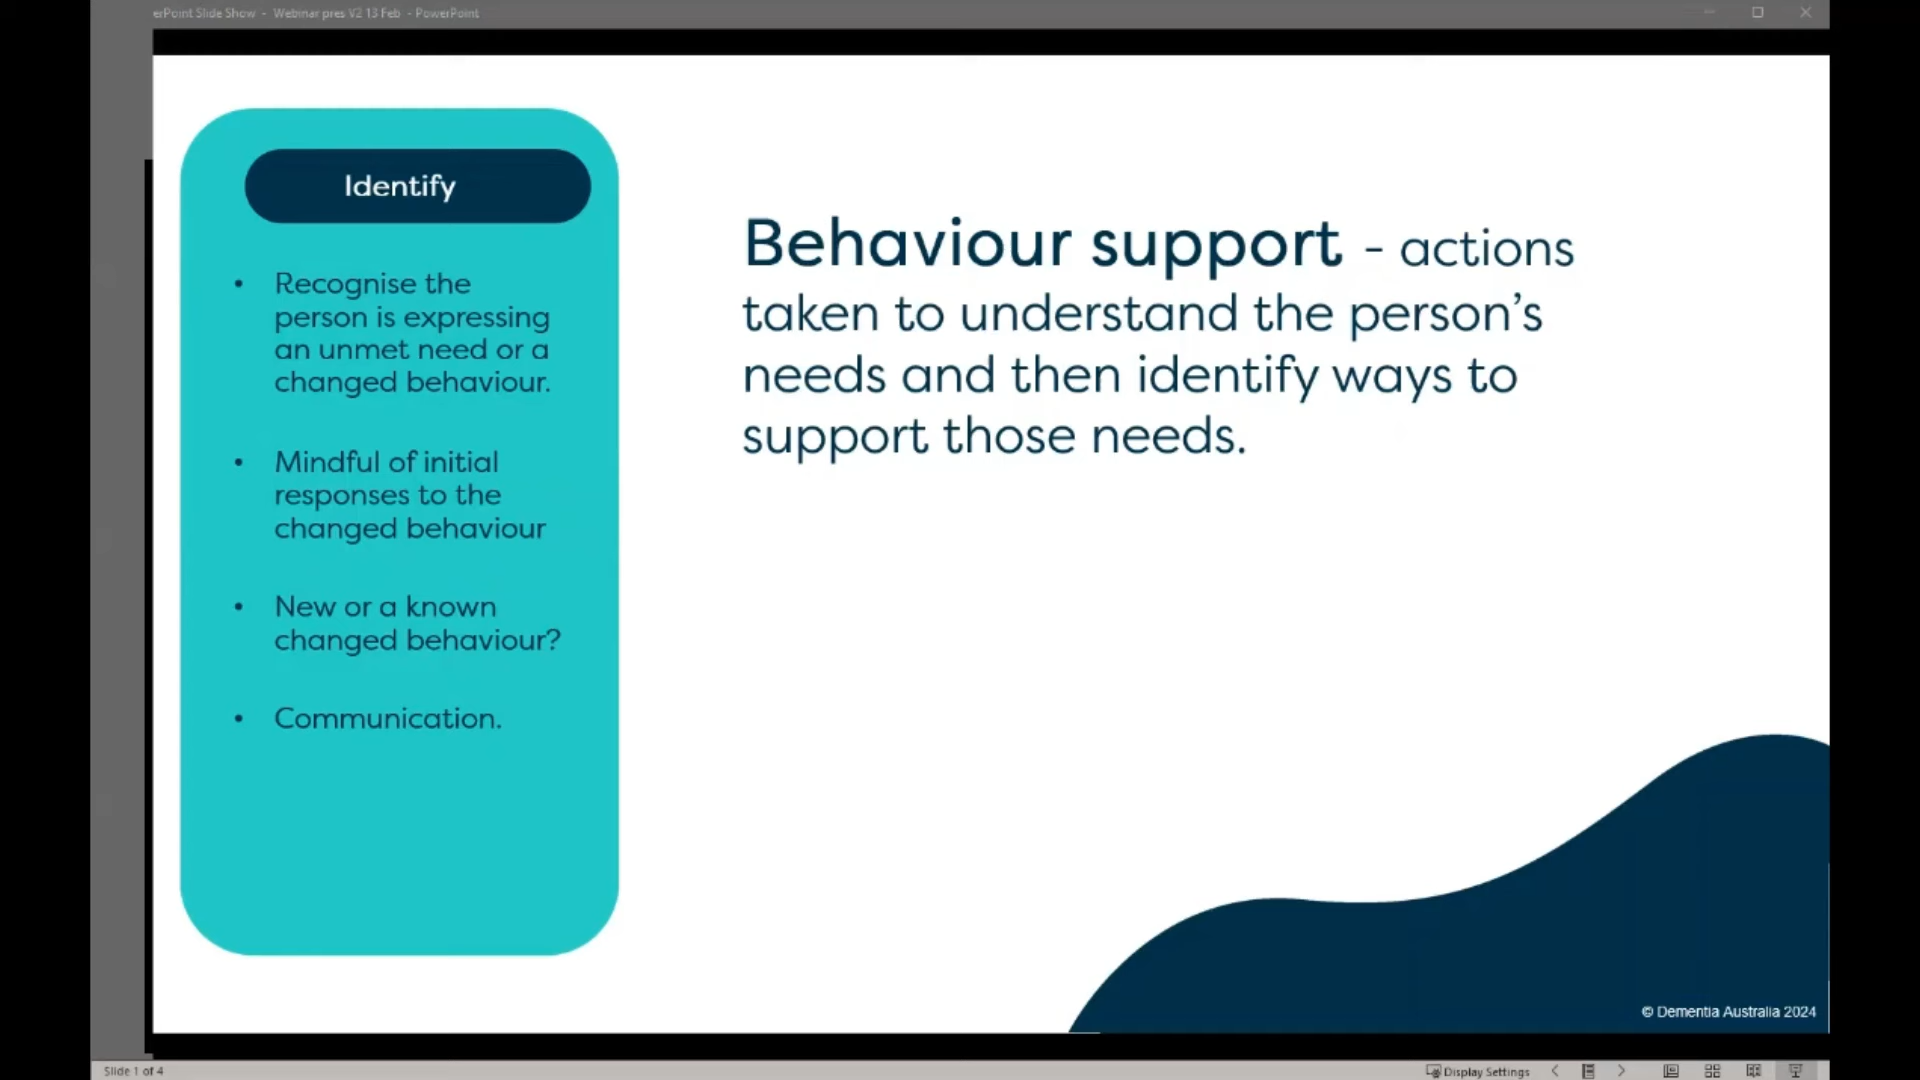 erPoint Slide Show - Webinar pres V2 13 Feb - PowerPoint
Identify
• Recognise the
person is expressing
an unmet need or a
changed behaviour.
• Mindful of initial
responses to the
changed behaviour
• New or a known
changed behaviour?
• Communication.
Behaviour support - actions
taken to understand the person’s
needs and then identify ways to
support those needs.
© Dementia Australia 2024
Slide 1 of 4
Display Settings